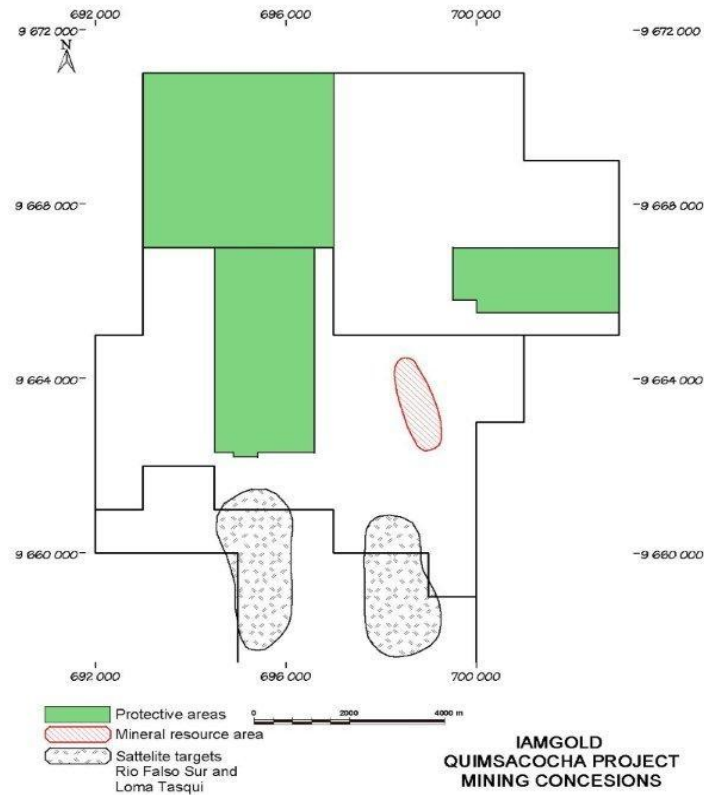 692 000 696 000 700 000
9 672 000 9 672 000
N
9 668 000 9 668 000
9 664 000 9 664 000
9 660 000 9 660 000
692 000 696 000 700 000
Protective areas
Mineral resource area
Sattelite targets
Rio Falso Sur and
Loma Tasqui
0 2000 4000 m
IAMGOLD
QUIMSACOCHA PROJECT
MINING CONCESIONS